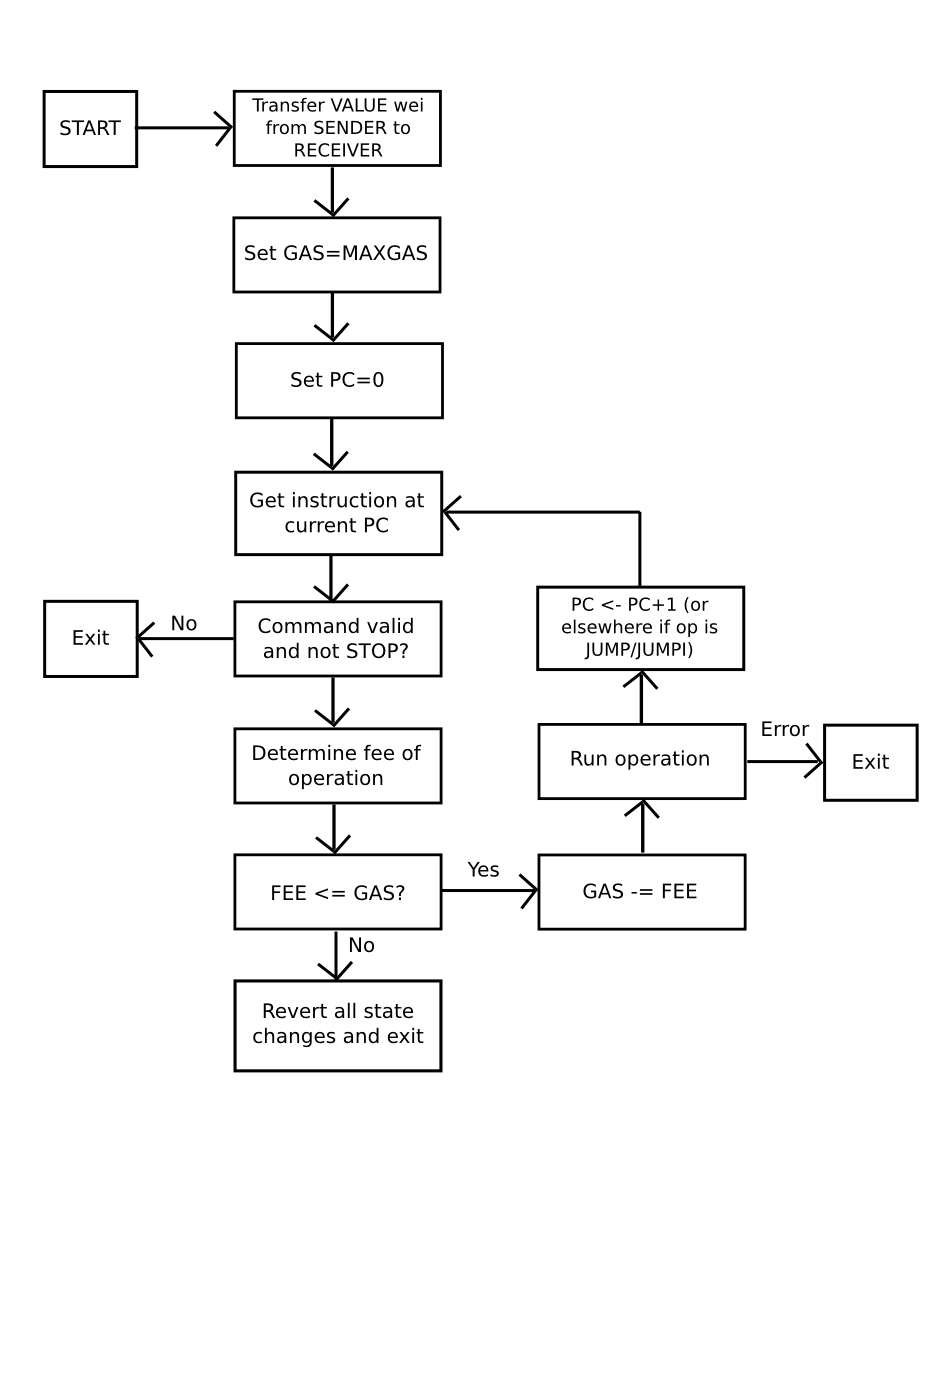 START
Transfer VALUE wei
from SENDER to
RECEIVER
Set GAS=MAXGAS
Set PC=0
Get instruction at
current PC
Command valid
and not STOP?
No
Exit
Determine fee of
operation
FEE <= GAS?
No
Revert all state
changes and exit
Yes
GAS -= FEE
Run operation
Error
Exit
PC <- PC+1 (or
elsewhere if op is
JUMP/JUMPI)